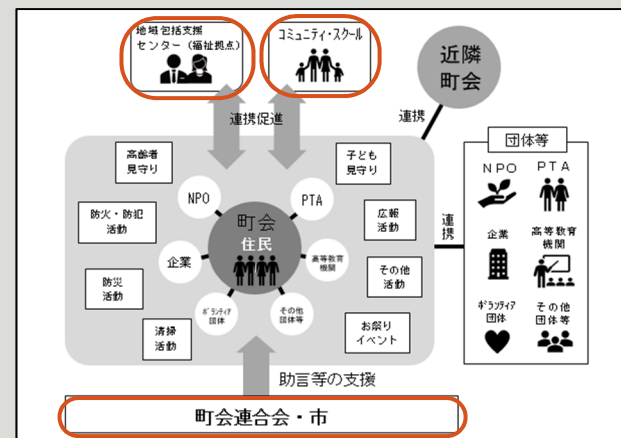 地域包括支援
センター（福祉拠点）
コミュニティ・スクール
近隣
町会
連携促進
連携
高齢者
見守り
子ども
見守り
NPO
PTA
防火・防犯
活動
広報
活動
町会
住民
企業
高等教育
機関
防災
活動
その他
活動
ボランティア
団体
その他
団体等
清掃
活動
お祭り
イベント
連携
団体等
NPO
PTA
企業
高等教育
機関
ボランティア
団体
その他
団体等
助言等の支援
町会連合会・市